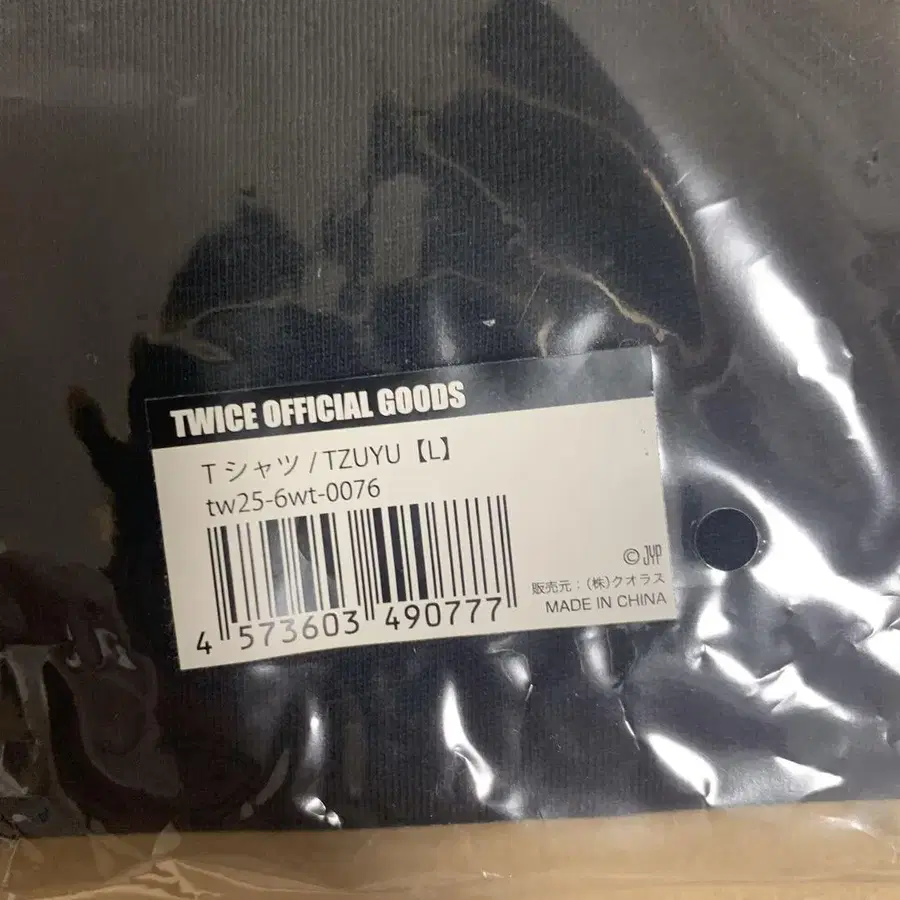 TWICE OFFICIAL GOODS
Tシャツ / TZUYU【L】
tw25-6wt-0076
4 573603 490777
© JYP
販売元：(株)クオラス
MADE IN CHINA